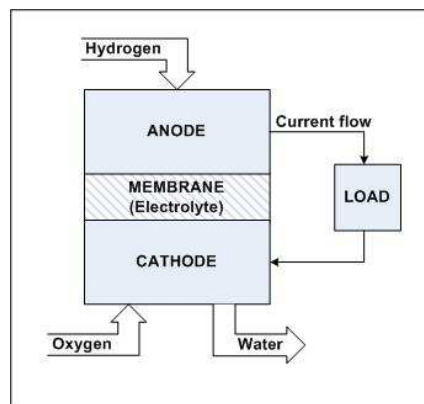 Hydrogen
ANODE
Current flow
MEMBRANE
(Electrolyte)
LOAD
CATHODE
Oxygen
Water